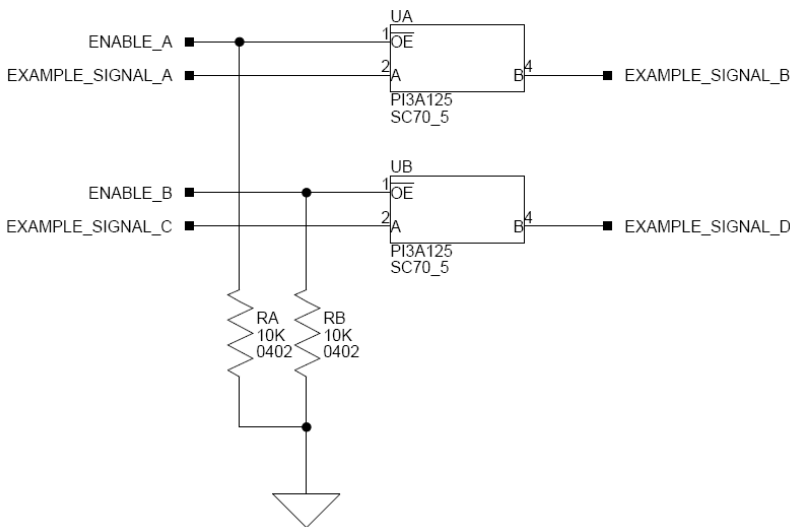 UA
ENABLE_A
1
OE
EXAMPLE_SIGNAL_A
2
A
B
4
EXAMPLE_SIGNAL_B
PI3A125
SC70_5
UB
ENABLE_B
1
OE
EXAMPLE_SIGNAL_C
2
A
B
4
EXAMPLE_SIGNAL_D
PI3A125
SC70_5
RA
10K
0402
RB
10K
0402